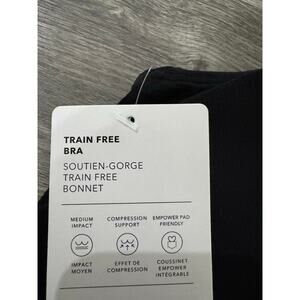 TRAIN FREE
BRA
SOUTIEN-GORGE
TRAIN FREE
BONNET
MEDIUM IMPACT
COMPRESSION SUPPORT
EMPOWER PAD FRIENDLY
IMPACT MOYEN
EFFET DE COMPRESSION
COUSSINET EMPOWER INTÉGRABLE